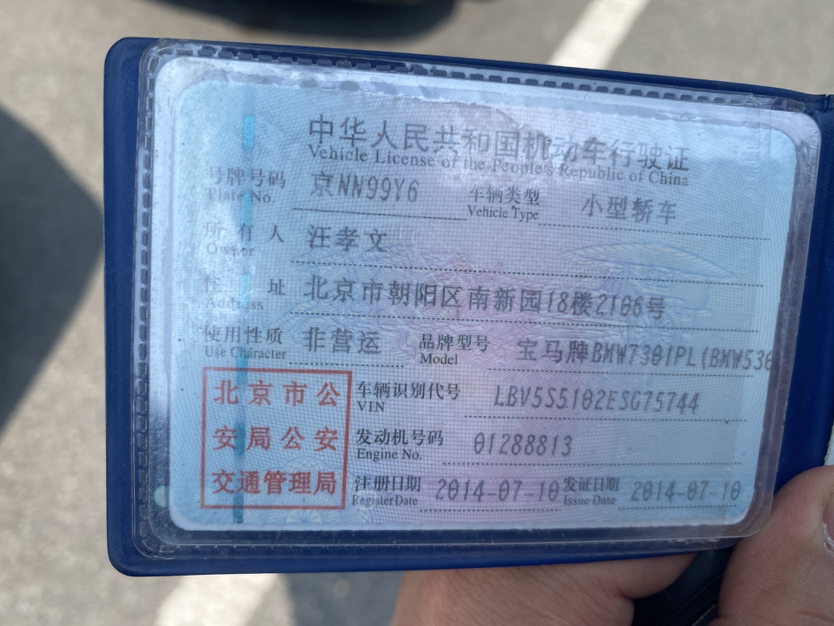 中华人民共和国机动车行驶证
Vehicle License of the People's Republic of China
号牌号码 京NN99Y6 车辆类型 小型轿车
Plate No. Vehicle Type
所有人 汪孝文
Owner
住址 北京市朝阳区南新园18楼2106号
Address
使用性质 非营运 品牌型号 宝马牌BMW7301PL(BMW530
Use Character Model
北京市公 车辆识别代号 LBV5S5102ESG75744
VIN
安局公安 发动机号码 01288813
Engine No.
交通管理局 注册日期 2014-07-10 发证日期 2014-07-10
Register Date Issue Date